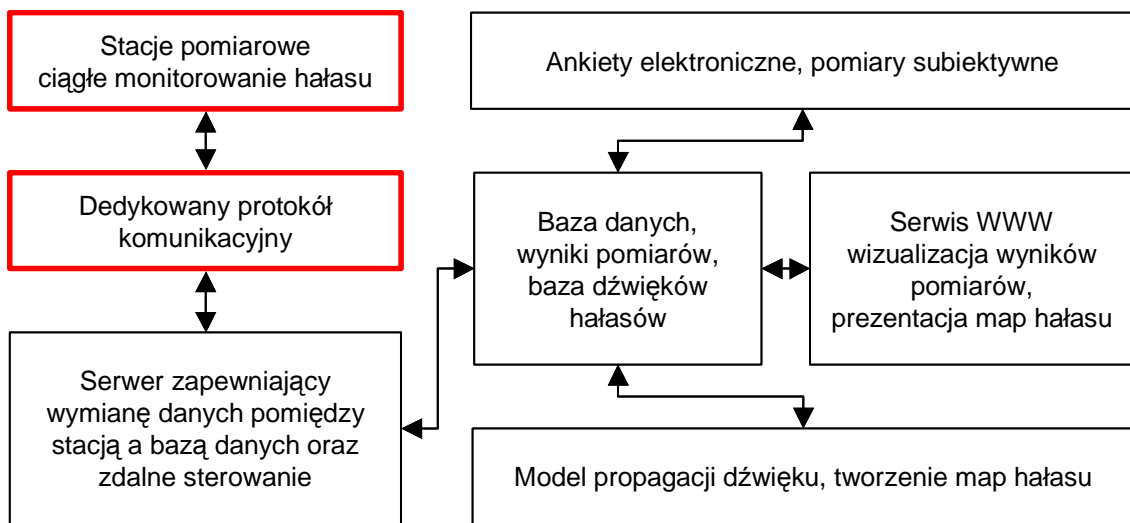 Stacje pomiarowe
ciągłe monitorowanie hałasu
Ankiety elektroniczne, pomiary subiektywne
Dedykowany protokół
komunikacyjny
Baza danych,
wyniki pomiarów,
baza dźwięków
hałasów
Serwis WWW
wizualizacja wyników
pomiarów,
prezentacja map hałasu
Serwer zapewniający
wymianę danych pomiędzy
stacją a bazą danych oraz
zdalne sterowanie
Model propagacji dźwięku, tworzenie map hałasu